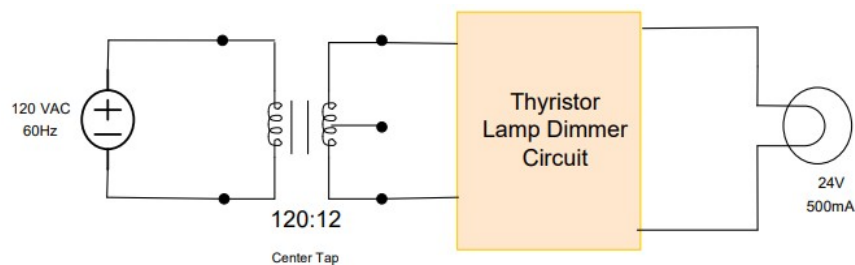 120 VAC
60Hz
Thyristor
Lamp Dimmer
Circuit
24V
500mA
120:12
Center Tap